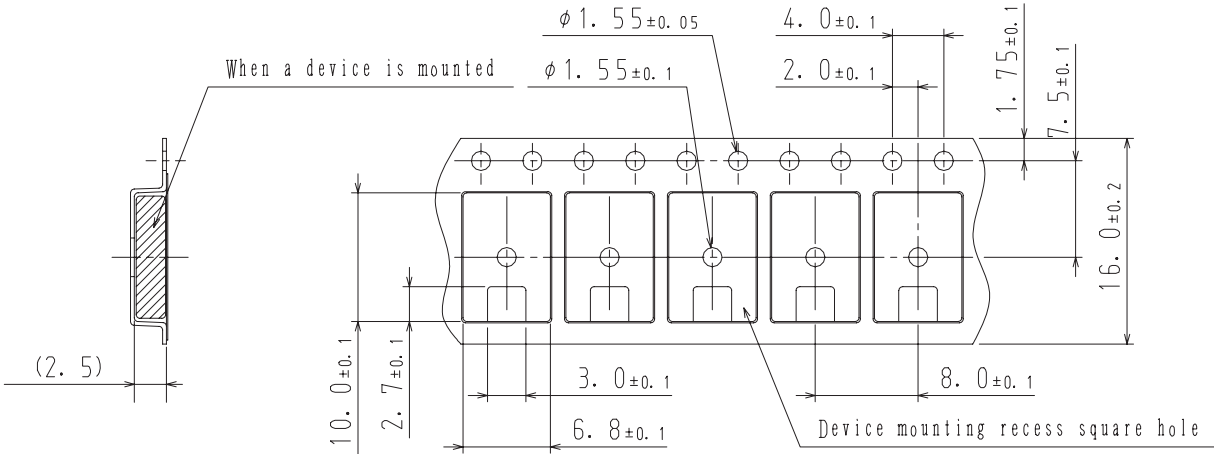 φ1.55±0.05
4.0±0.1
When a device is mounted
φ1.55±0.1
2.0±0.1
1.75±0.1
7.5±0.1
16.0±0.2
(2.5)
10.0±0.1
2.7±0.1
3.0±0.1
8.0±0.1
6.8±0.1
Device mounting recess square hole